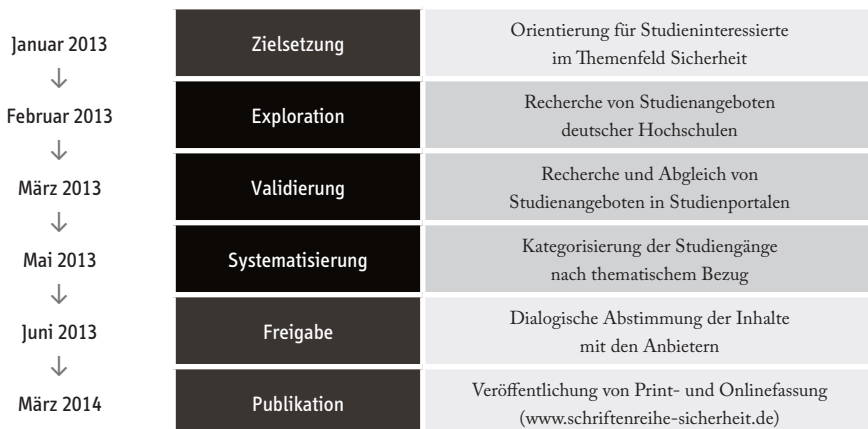 Januar 2013
Zielsetzung
Orientierung für Studieninteressierte
im Themenfeld Sicherheit
↓
Februar 2013
Exploration
Recherche von Studienangeboten
deutscher Hochschulen
↓
März 2013
Validierung
Recherche und Abgleich von
Studienangeboten in Studienportalen
↓
Mai 2013
Systematisierung
Kategorisierung der Studiengänge
nach thematischem Bezug
↓
Juni 2013
Freigabe
Dialogische Abstimmung der Inhalte
mit den Anbietern
↓
März 2014
Publikation
Veröffentlichung von Print- und Onlinefassung
(www.schriftenreihe-sicherheit.de)